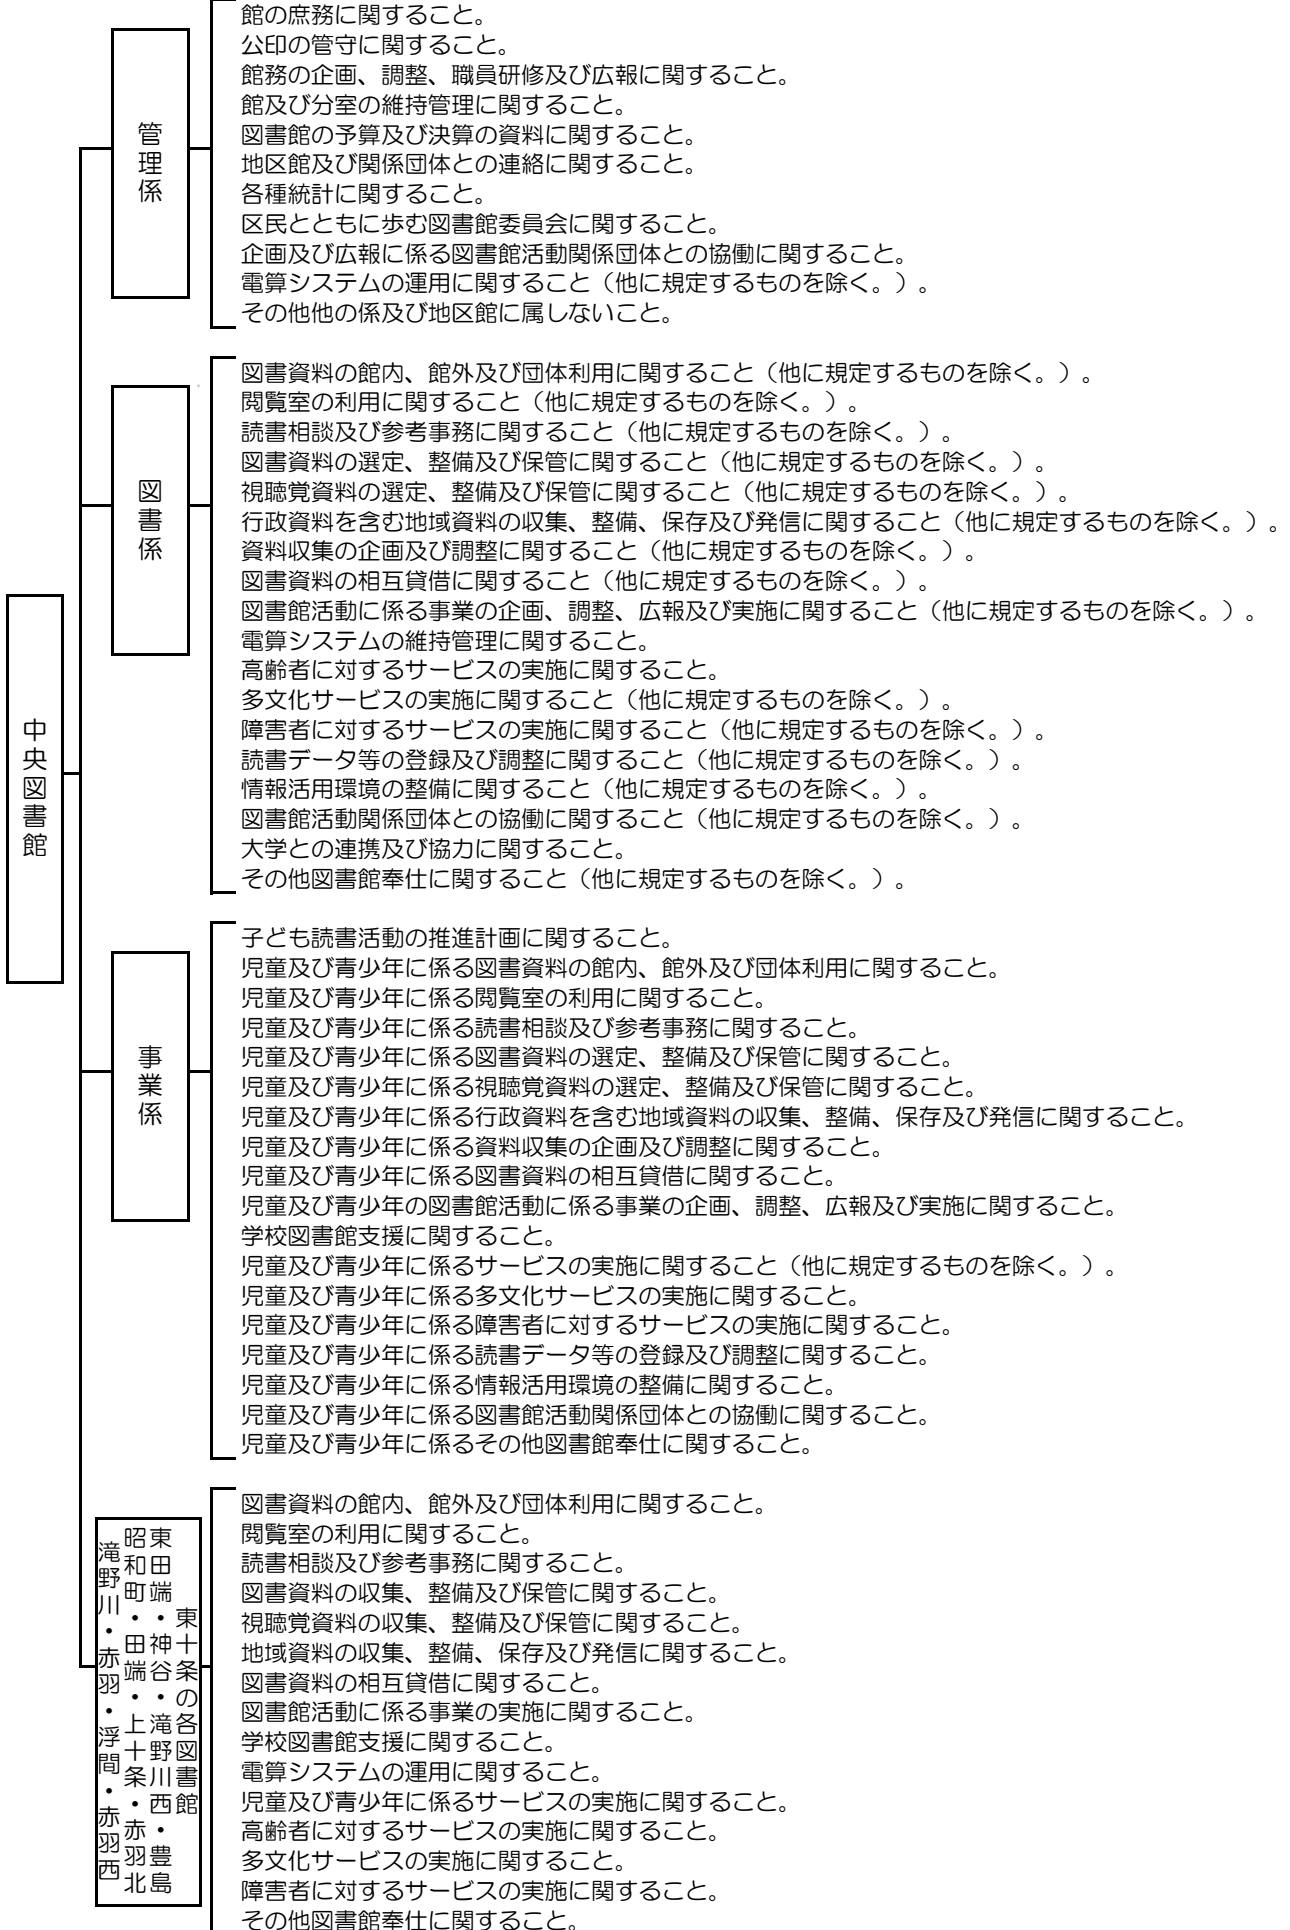 中央図書館
管理係
館の庶務に関すること。
公印の管守に関すること。
館務の企画、調整、職員研修及び広報に関すること。
館及び分室の維持管理に関すること。
図書館の予算及び決算の資料に関すること。
地区館及び関係団体との連絡に関すること。
各種統計に関すること。
区民とともに歩む図書館委員会に関すること。
企画及び広報に係る図書館活動関係団体との協働に関すること。
電算システムの運用に関すること（他に規定するものを除く。）。
その他他の係及び地区館に属しないこと。
図書係
図書資料の館内、館外及び団体利用に関すること（他に規定するものを除く。）。
閲覧室の利用に関すること（他に規定するものを除く。）。
読書相談及び参考事務に関すること（他に規定するものを除く。）。
図書資料の選定、整備及び保管に関すること（他に規定するものを除く。）。
視聴覚資料の選定、整備及び保管に関すること（他に規定するものを除く。）。
行政資料を含む地域資料の収集、整備、保存及び発信に関すること（他に規定するものを除く。）。
資料収集の企画及び調整に関すること（他に規定するものを除く。）。
図書資料の相互貸借に関すること（他に規定するものを除く。）。
図書館活動に係る事業の企画、調整、広報及び実施に関すること（他に規定するものを除く。）。
電算システムの維持管理に関すること。
高齢者に対するサービスの実施に関すること。
多文化サービスの実施に関すること（他に規定するものを除く。）。
障害者に対するサービスの実施に関すること（他に規定するものを除く。）。
読書データ等の登録及び調整に関すること（他に規定するものを除く。）。
情報活用環境の整備に関すること（他に規定するものを除く。）。
図書館活動関係団体との協働に関すること（他に規定するものを除く。）。
大学との連携及び協力に関すること。
その他図書館奉仕に関すること（他に規定するものを除く。）。
事業係
子ども読書活動の推進計画に関すること。
児童及び青少年に係る図書資料の館内、館外及び団体利用に関すること。
児童及び青少年に係る閲覧室の利用に関すること。
児童及び青少年に係る読書相談及び参考事務に関すること。
児童及び青少年に係る図書資料の選定、整備及び保管に関すること。
児童及び青少年に係る視聴覚資料の選定、整備及び保管に関すること。
児童及び青少年に係る行政資料を含む地域資料の収集、整備、保存及び発信に関すること。
児童及び青少年に係る資料収集の企画及び調整に関すること。
児童及び青少年に係る図書資料の相互貸借に関すること。
児童及び青少年の図書館活動に係る事業の企画、調整、広報及び実施に関すること。
学校図書館支援に関すること。
児童及び青少年に係るサービスの実施に関すること（他に規定するものを除く。）。
児童及び青少年に係る多文化サービスの実施に関すること。
児童及び青少年に係る障害者に対するサービスの実施に関すること。
児童及び青少年に係る読書データ等の登録及び調整に関すること。
児童及び青少年に係る情報活用環境の整備に関すること。
児童及び青少年に係る図書館活動関係団体との協働に関すること。
児童及び青少年に係るその他図書館奉仕に関すること。
滝野川・赤羽・浮間・赤羽西
昭和町・田端・上十条・赤羽北
東田端・神谷・滝野川西・豊島
東十条の各図書館
図書資料の館内、館外及び団体利用に関すること。
閲覧室の利用に関すること。
読書相談及び参考事務に関すること。
図書資料の収集、整備及び保管に関すること。
視聴覚資料の収集、整備及び保管に関すること。
地域資料の収集、整備、保存及び発信に関すること。
図書資料の相互貸借に関すること。
図書館活動に係る事業の実施に関すること。
学校図書館支援に関すること。
電算システムの運用に関すること。
児童及び青少年に係るサービスの実施に関すること。
高齢者に対するサービスの実施に関すること。
多文化サービスの実施に関すること。
障害者に対するサービスの実施に関すること。
その他図書館奉仕に関すること。